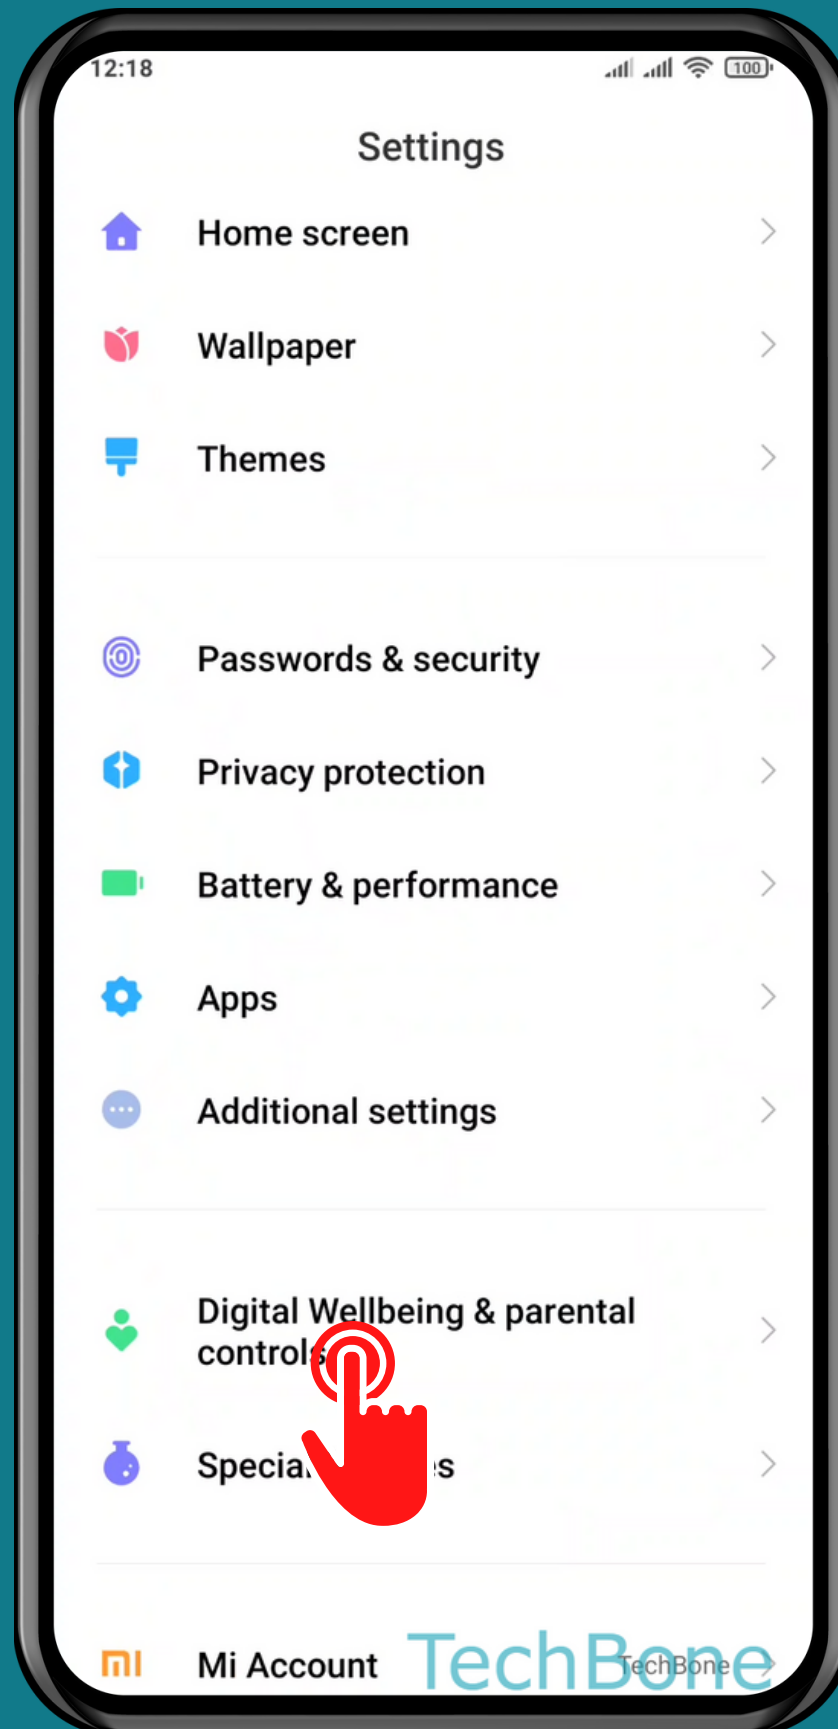 12:18
100
Settings
Home screen
Wallpaper
Themes
Passwords & security
Privacy protection
Battery & performance
Apps
Additional settings
Digital Wellbeing & parental
controls
Special
Mi Account
TechBone
TechBone